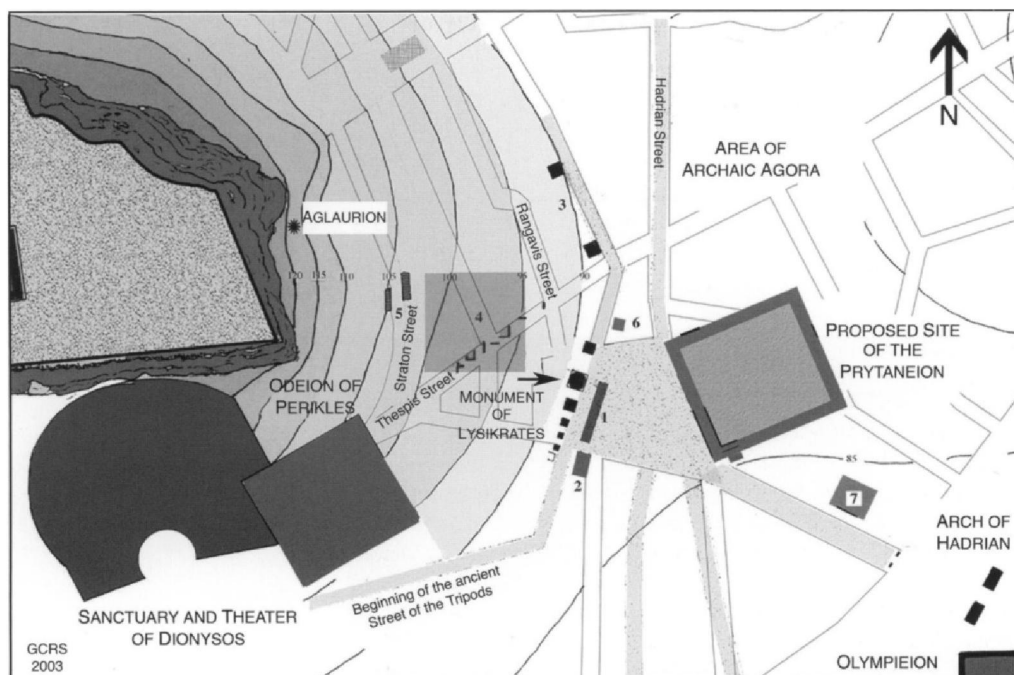 N
Hadrian Street
AREA OF
ARCHAIC AGORA
3
AGLAURION
Rangavis Street
120 115 110 105 100 95 90
5
4
6
Straton Street
PROPOSED SITE
OF THE
PRYTANEION
ODEION OF
PERIKLES
Thespis Street
MONUMENT
OF
LYSIKRATES
1
2
85
7
ARCH OF
HADRIAN
Beginning of the ancient
Street of the Tripods
SANCTUARY AND THEATER
OF DIONYSOS
GCRS
2003
OLYMPIEION